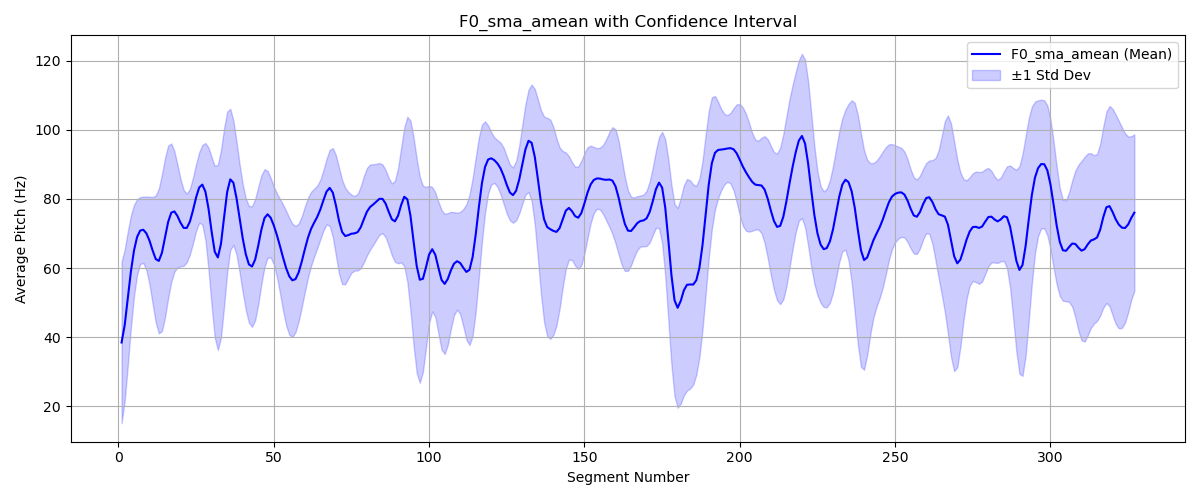 F0_sma_amean with Confidence Interval
F0_sma_amean (Mean)
±1 Std Dev
Average Pitch (Hz)
120
100
80
60
40
20
0 50 100 150 200 250 300
Segment Number